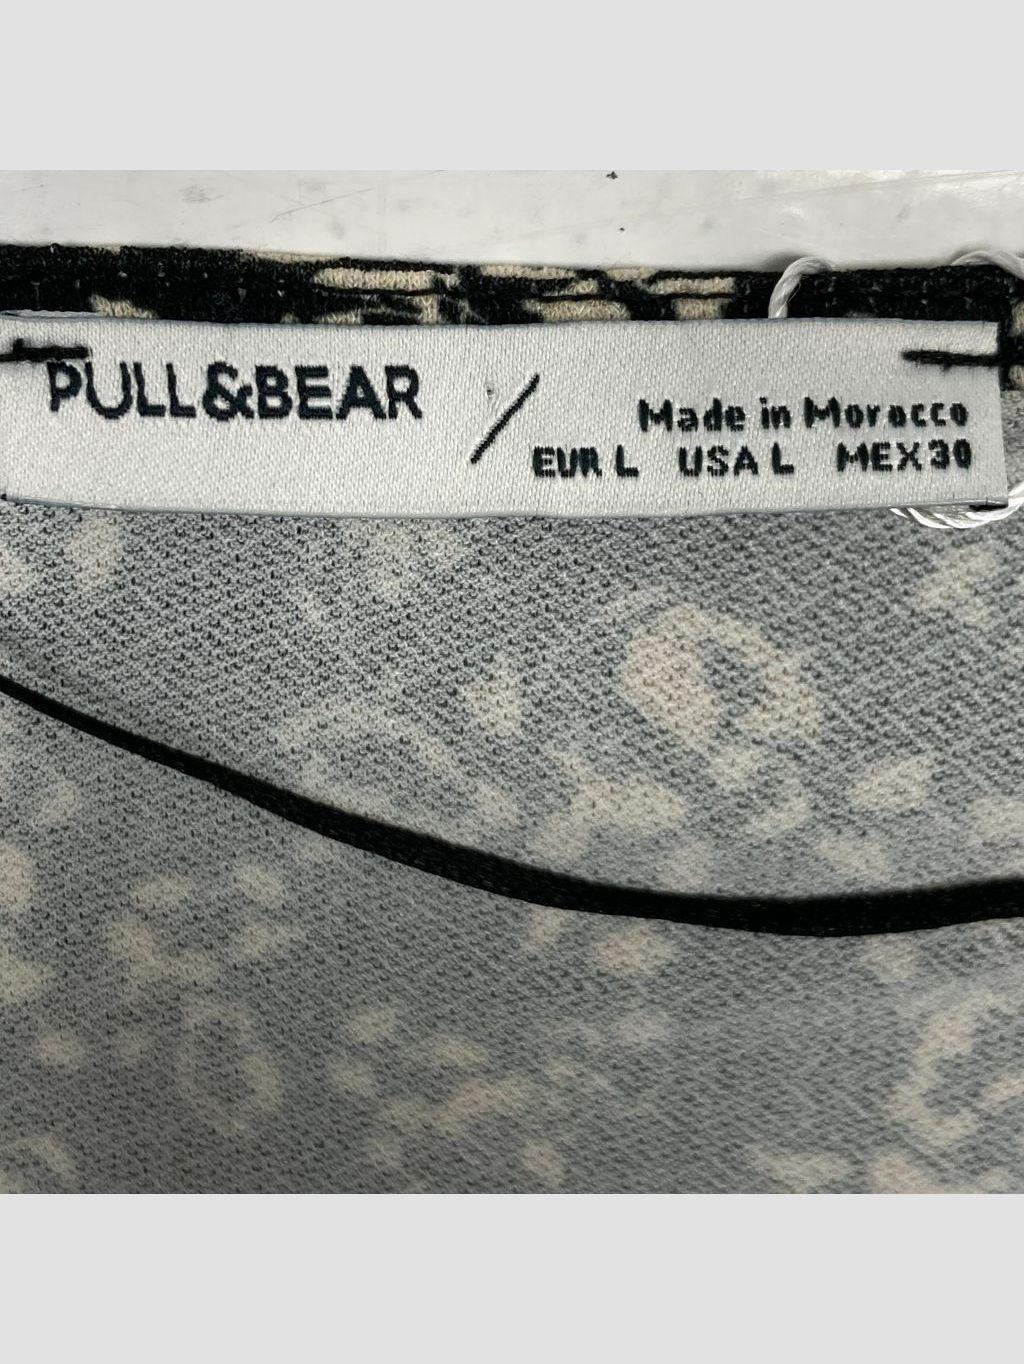 PULL&BEAR / Made in Morocco
EUR L USA L MEX 30